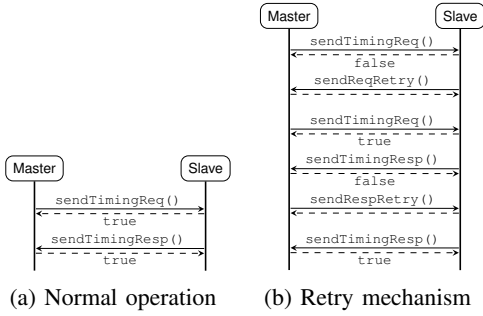 Master
Slave
sendTimingReq()
true
sendTimingResp()
true
(a) Normal operation
Master
Slave
sendTimingReq()
false
sendReqRetry()
sendTimingReq()
true
sendTimingResp()
false
sendRespRetry()
sendTimingResp()
true
(b) Retry mechanism